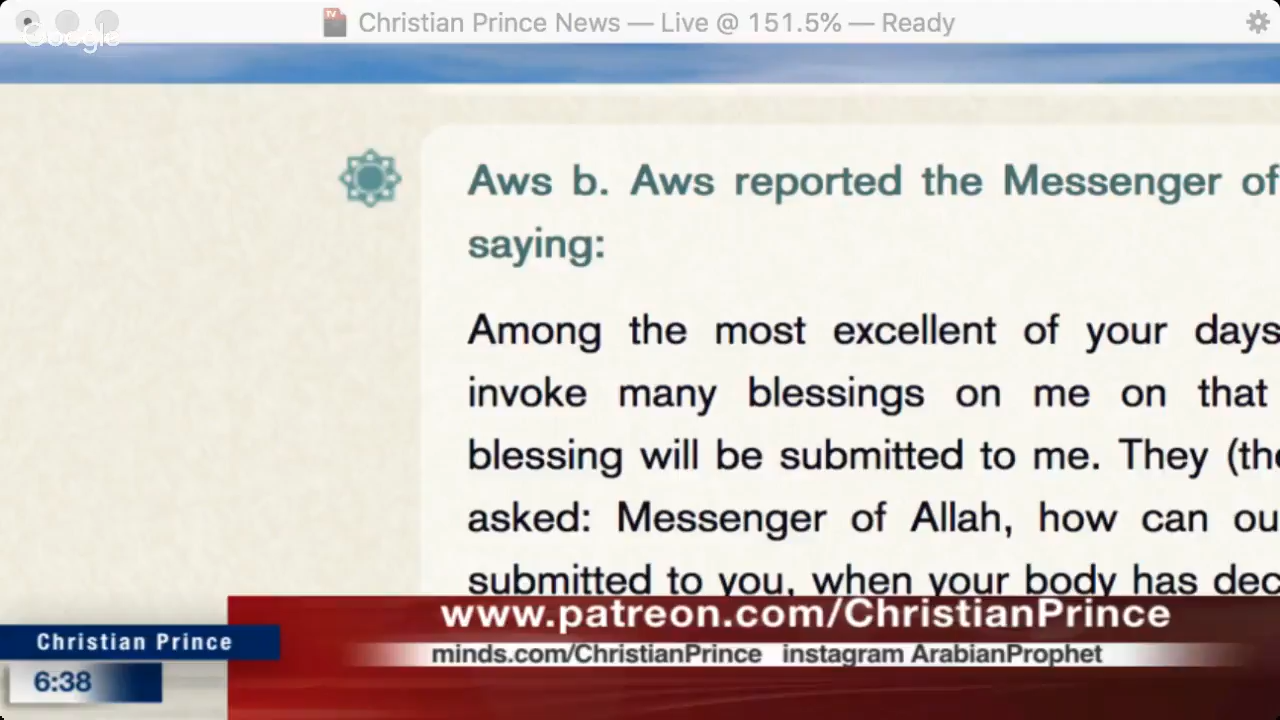 Christian Prince News — Live @ 151.5% — Ready
Google
Aws b. Aws reported the Messenger of
saying:
Among the most excellent of your days
invoke many blessings on me on that
blessing will be submitted to me. They
asked: Messenger of Allah, how can
submitted to you, when your body has
www.patreon.com/ChristianPrince
Christian Prince
minds.com/ChristianPrince instagram ArabianProphet
6:38